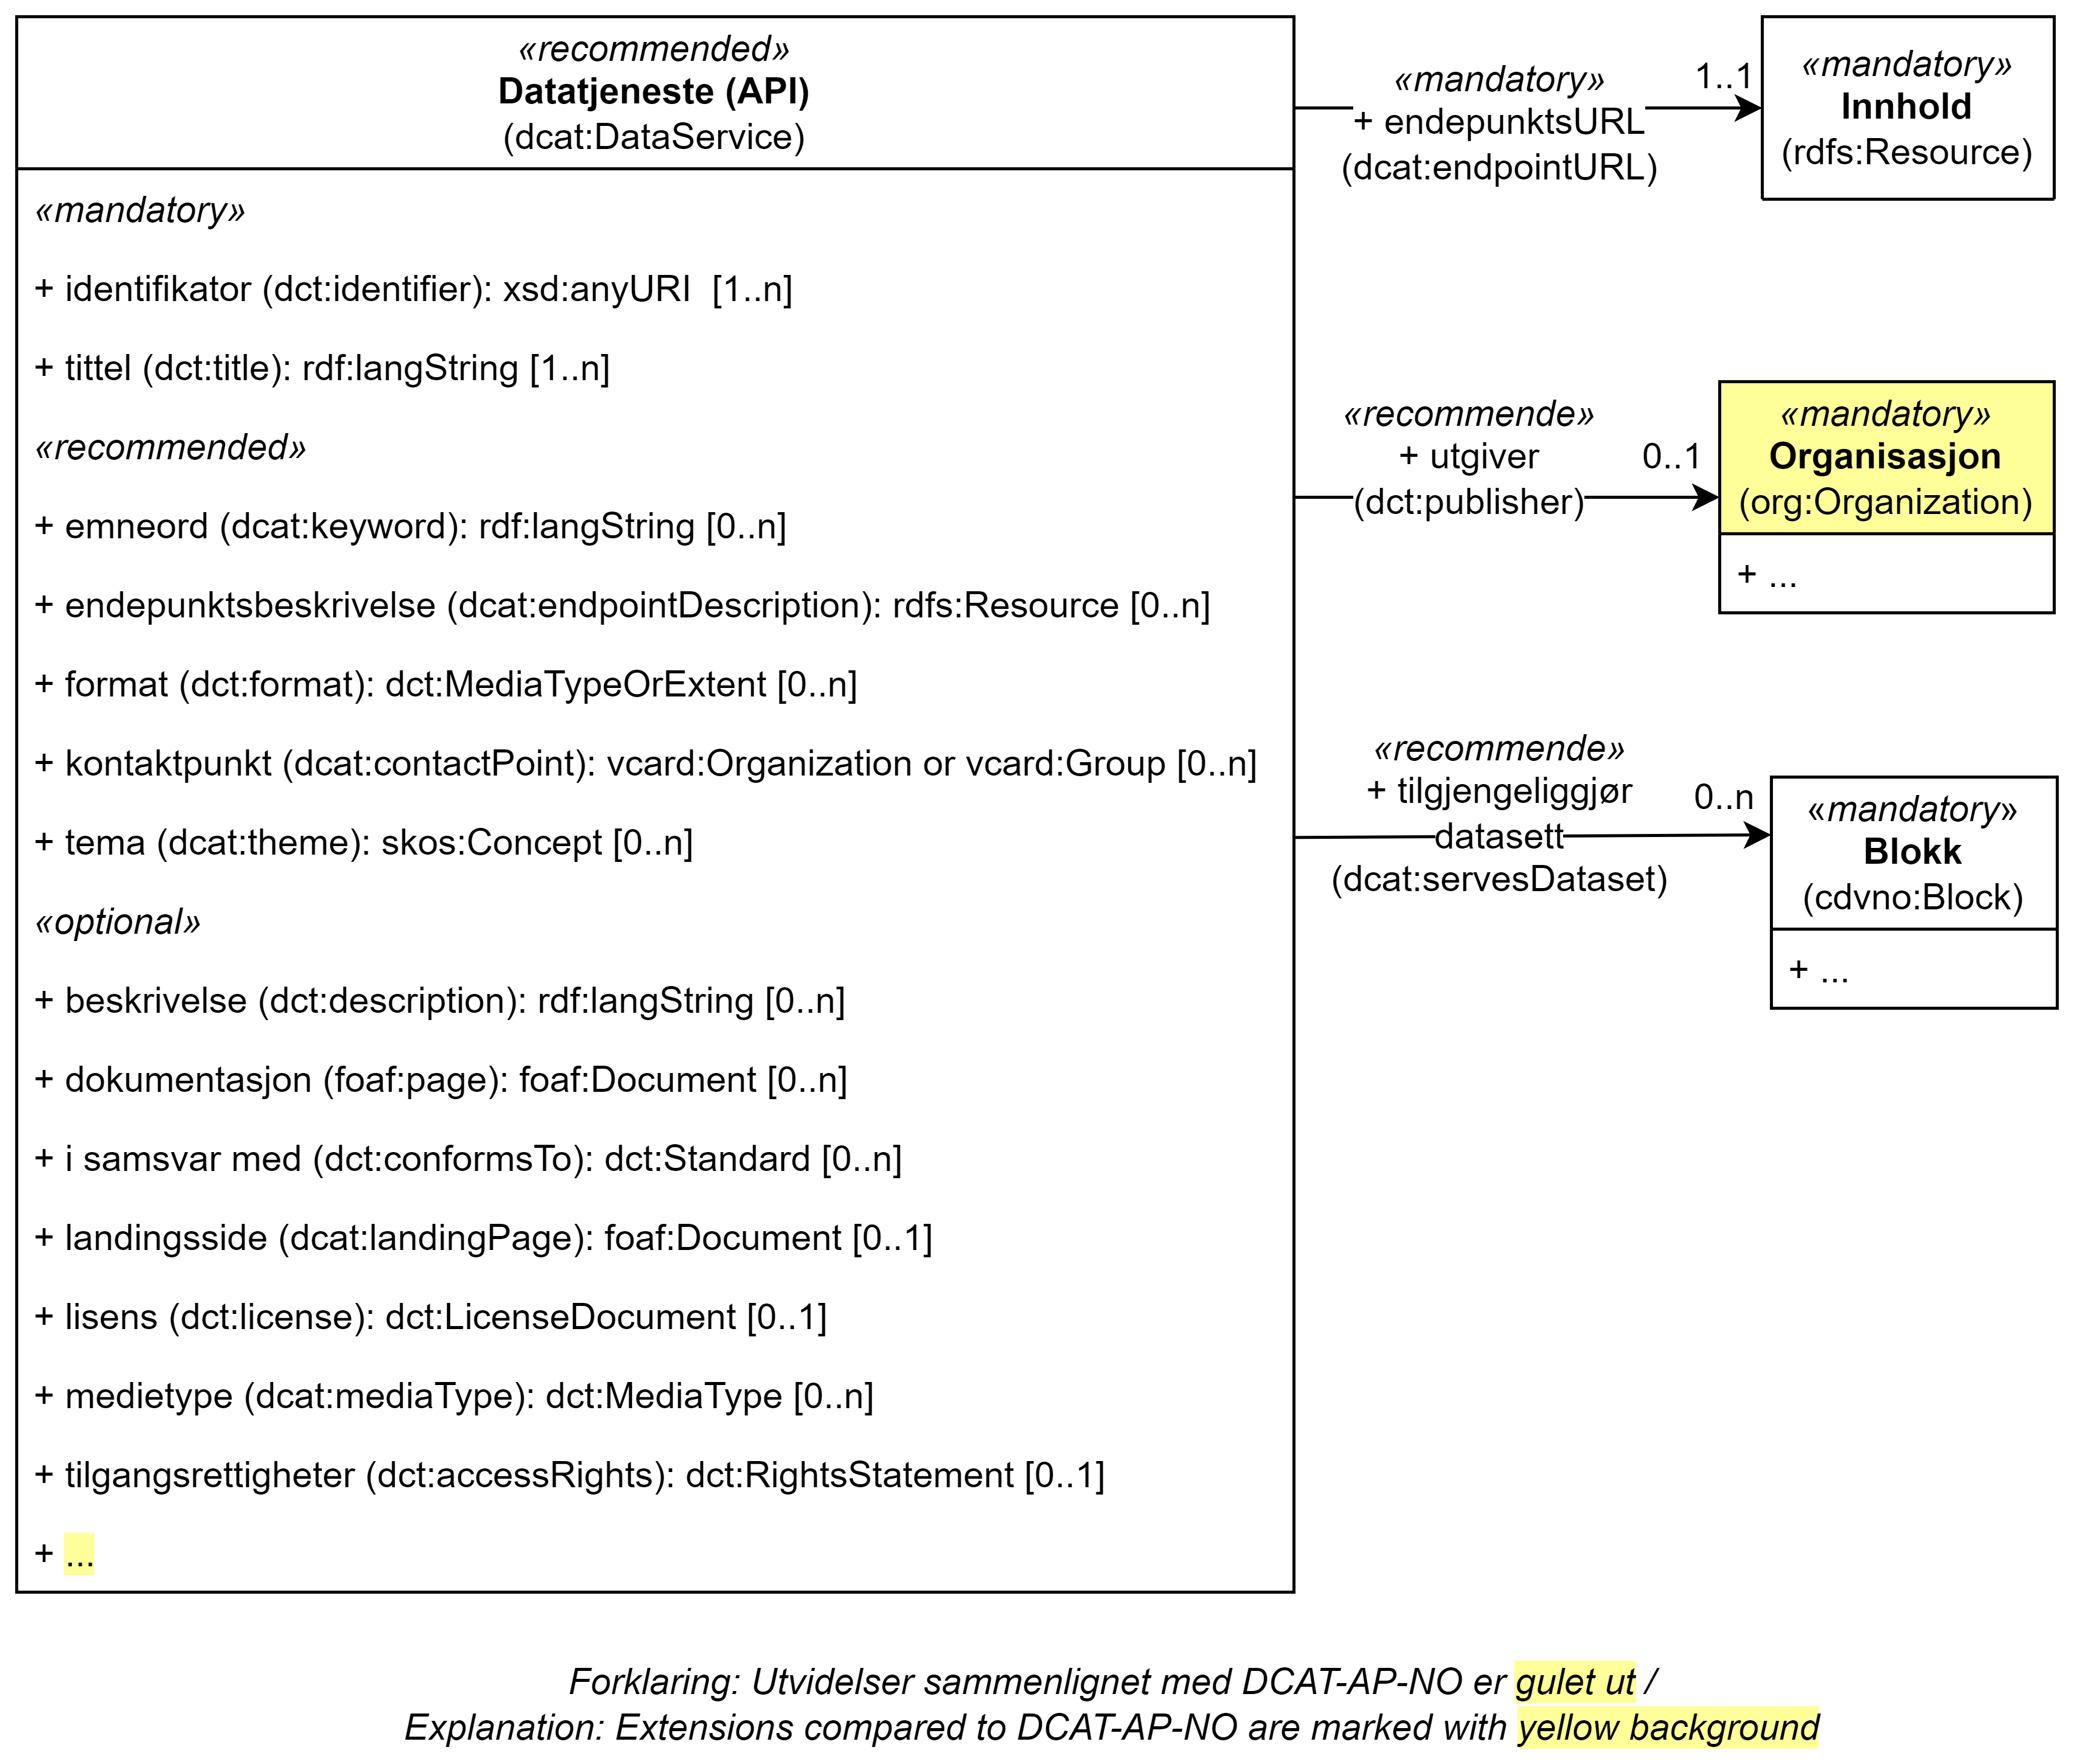 «recommended»
Datatjeneste (API)
(dcat:DataService)
«mandatory»
+ identifikator (dct:identifier): xsd:anyURI  [1..n]
+ tittel (dct:title): rdf:langString [1..n]
«recommended»
+ emneord (dcat:keyword): rdf:langString [0..n]
+ endepunktsbeskrivelse (dcat:endpointDescription): rdfs:Resource [0..n]
+ format (dct:format): dct:MediaTypeOrExtent [0..n]
+ kontaktpunkt (dcat:contactPoint): vcard:Organization or vcard:Group [0..n]
+ tema (dcat:theme): skos:Concept [0..n]
«optional»
+ beskrivelse (dct:description): rdf:langString [0..n]
+ dokumentasjon (foaf:page): foaf:Document [0..n]
+ i samsvar med (dct:conformsTo): dct:Standard [0..n]
+ landingsside (dcat:landingPage): foaf:Document [0..1]
+ lisens (dct:license): dct:LicenseDocument [0..1]
+ medietype (dcat:mediaType): dct:MediaType [0..n]
+ tilgangsrettigheter (dct:accessRights): dct:RightsStatement [0..1]
+ ...
«mandatory»
+ endepunktsURL
(dcat:endpointURL)
1..1
«mandatory»
Innhold
(rdfs:Resource)
«recommende»
+ utgiver
(dct:publisher)
0..1
«mandatory»
Organisasjon
(org:Organization)
+ ...
«recommende»
+ tilgjengeliggjør
datasett
(dcat:servesDataset)
0..n
«mandatory»
Blokk
(cdvno:Block)
+ ...
Forklaring: Utvidelser sammenlignet med DCAT-AP-NO er gulet ut /
Explanation: Extensions compared to DCAT-AP-NO are marked with yellow background